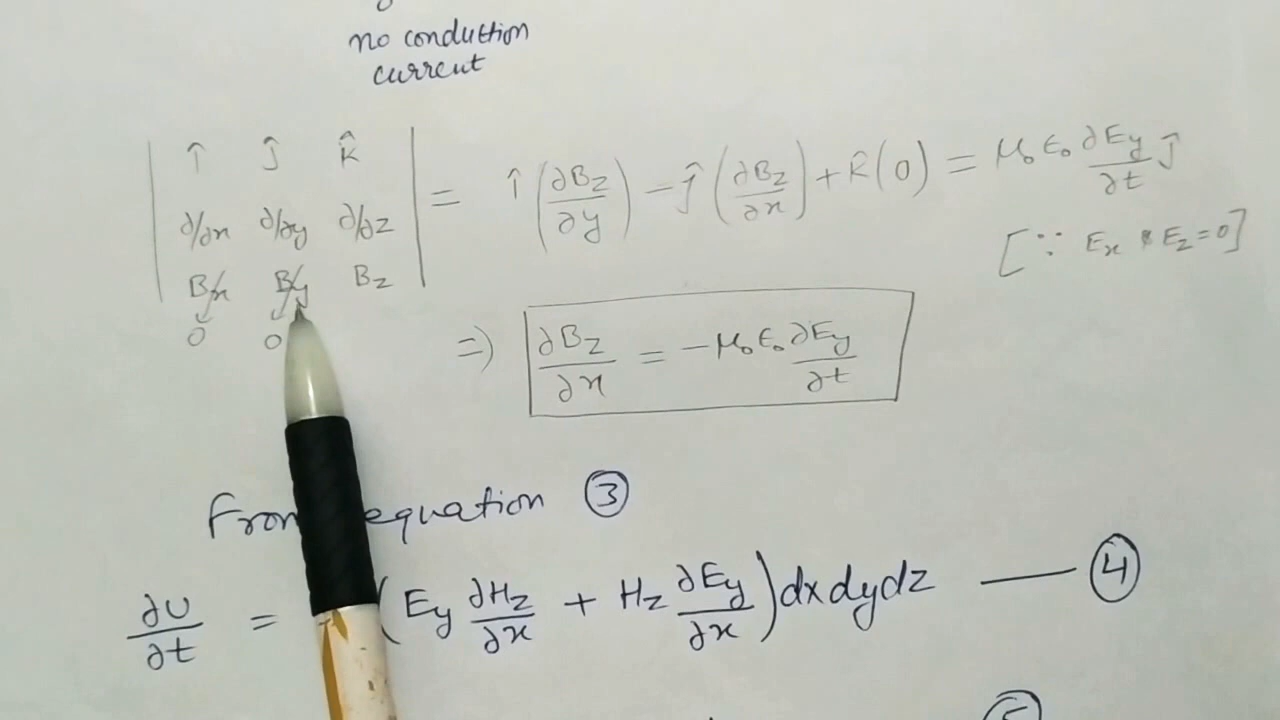 no conduction
current
| î ĵ k̂ |
| ∂/∂x ∂/∂y ∂/∂z | = î (∂Bz/∂y) − ĵ (∂Bz/∂x) + k̂ (0) = μ₀ ε₀ ∂Ey/∂t ĵ
| Bx By Bz | [∵ Ex & Ez = 0]
0 0
⇒ ∂Bz/∂x = −μ₀ ε₀ ∂Ey/∂t
From equation ③
∂U/∂t = (Ey ∂Hz/∂x + Hz ∂Ey/∂x) dx dy dz — ④